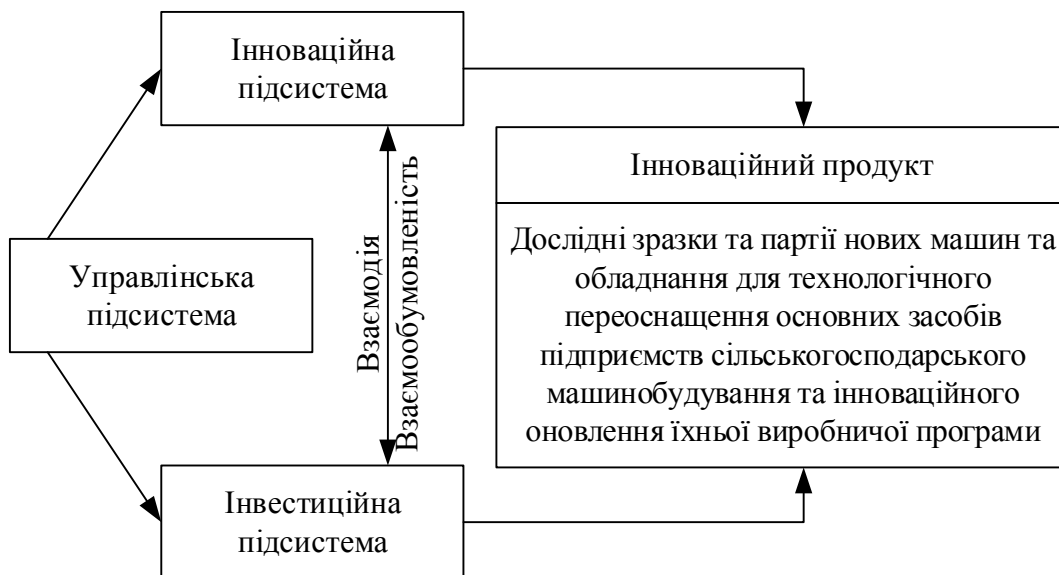 Інноваційна
підсистема
Інноваційний продукт
Взаємодія
Взаємообумовленість
Дослідні зразки та партії нових машин та
обладнання для технологічного
переоснащення основних засобів
підприємств сільськогосподарського
машинобудування та інноваційного
оновлення їхньої виробничої програми
Управлінська
підсистема
Інвестиційна
підсистема